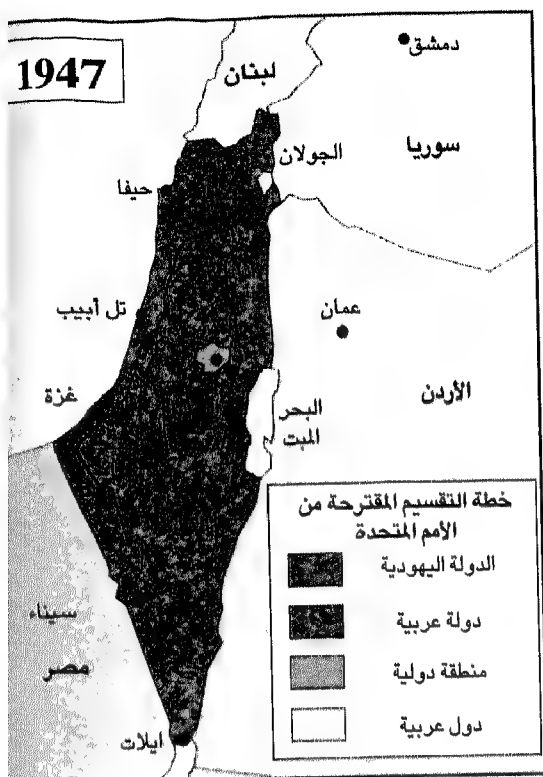 1947
دمشق
لبنان
سوريا
الجولان
حيفا
عمان
تل أبيب
الأردن
غزة
البحر
المبت
خطة التقسيم المقترحة من
الأمم المتحدة
الدولة اليهودية
دولة عربية
منطقة دولية
دول عربية
سيناء
مصر
ايلات